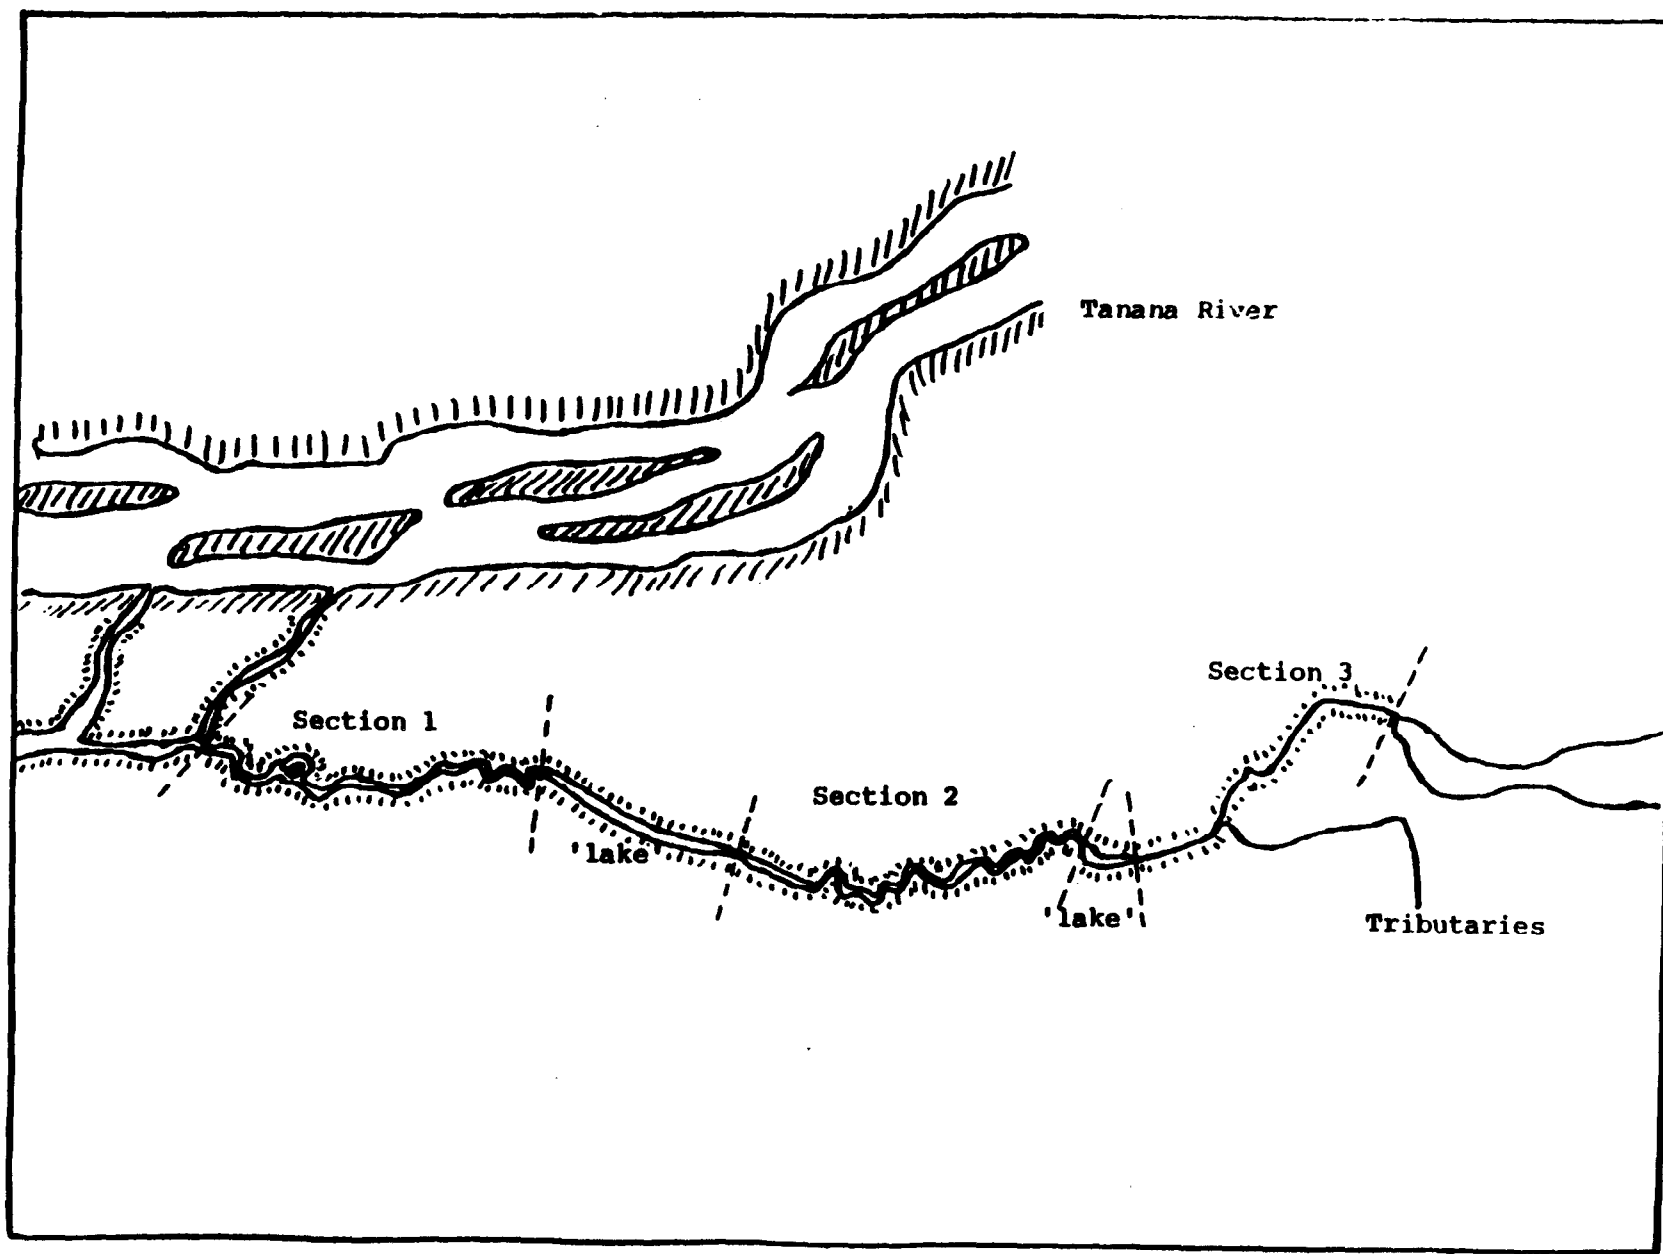 Tanana River
Section 3
Section 1
Section 2
'lake'
'lake'
Tributaries